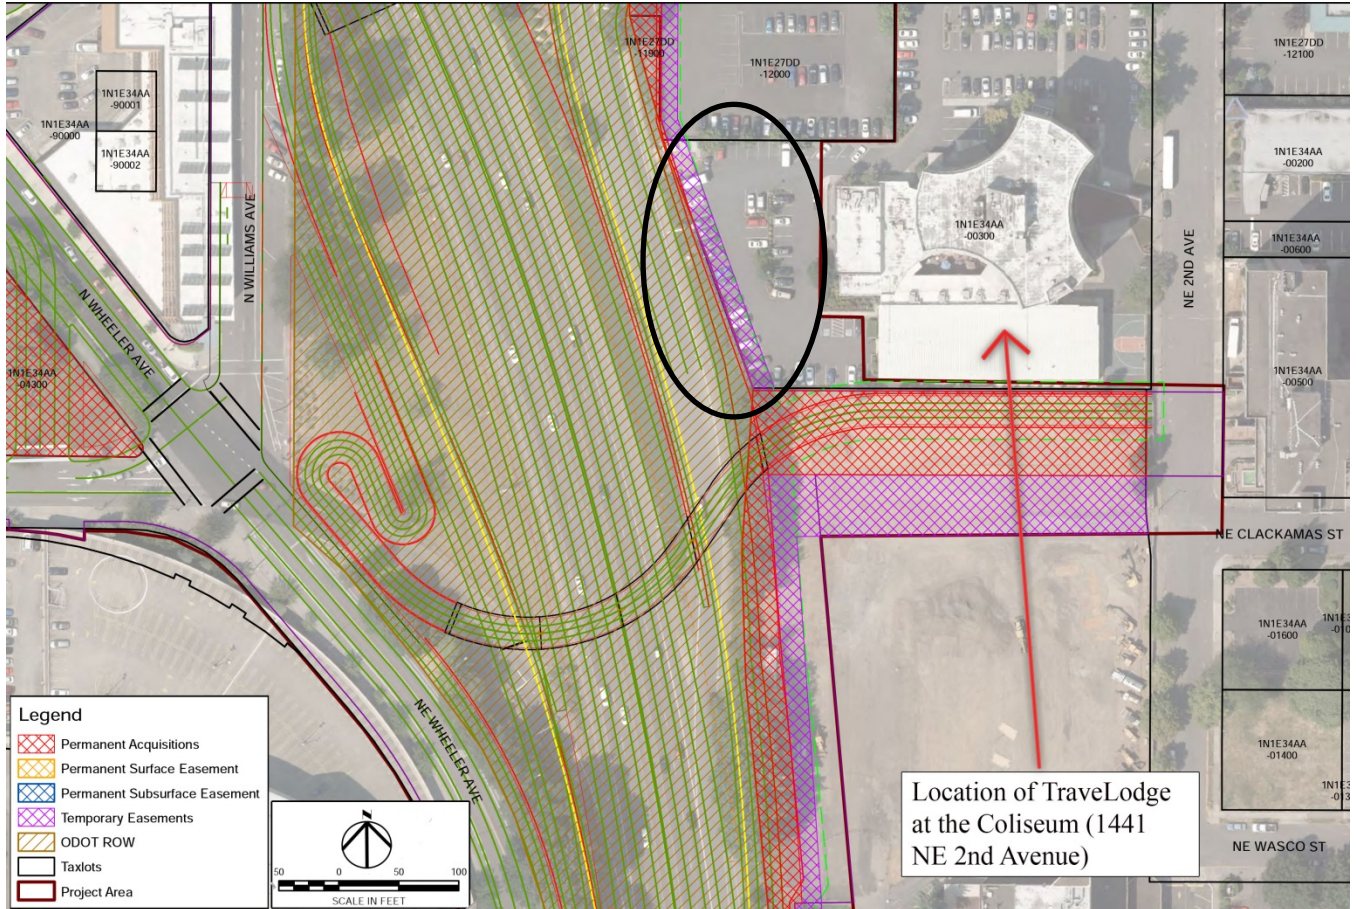 1N1E27DD
-11900
1N1E27DD
-12000
1N1E27DD
-12100
1N1E34AA
-90001
1N1E34AA
-90000
1N1E34AA
-90002
1N1E34AA
-00200
1N1E34AA
-00300
1N1E34AA
-00600
N WILLIAMS AVE
NE 2ND AVE
N WHEELER AVE
1N1E34AA
-04300
1N1E34AA
-00500
NE CLACKAMAS ST
1N1E34AA
-01600
1N1E34AA
-01400
NE WHEELER AVE
NE WASCO ST
Legend
Permanent Acquisitions
Permanent Surface Easement
Permanent Subsurface Easement
Temporary Easements
ODOT ROW
Taxlots
Project Area
N
50 0 50 100
SCALE IN FEET
Location of TraveLodge
at the Coliseum (1441
NE 2nd Avenue)